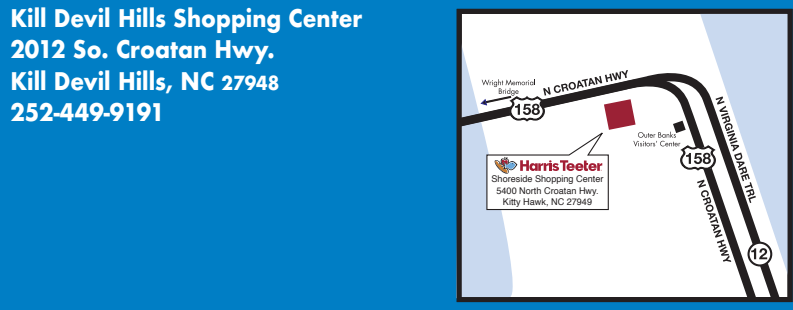 Kill Devil Hills Shopping Center
2012 So. Croatan Hwy.
Kill Devil Hills, NC 27948
252-449-9191
Wright Memorial
Bridge
N CROATAN HWY
158
Outer Banks
Visitors' Center
N VIRGINIA DARE TRL
158
N CROATAN HWY
12
Harris Teeter
Shoreside Shopping Center
5400 North Croatan Hwy.
Kitty Hawk, NC 27949